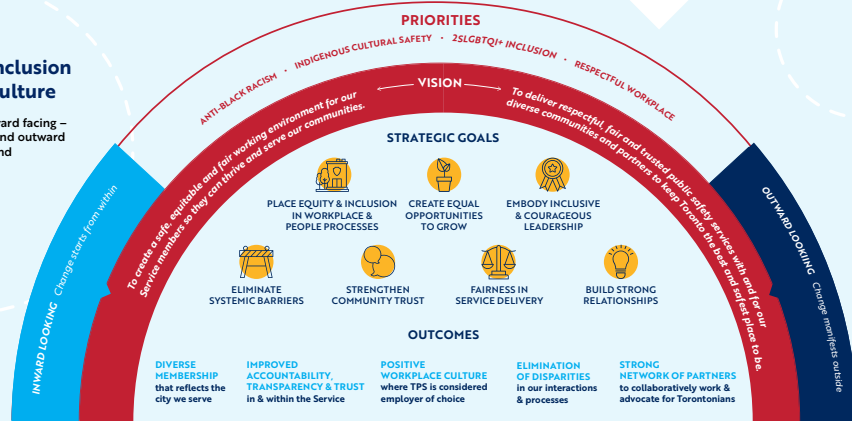 PRIORITIES
ANTI-BLACK RACISM • INDIGENOUS CULTURAL SAFETY • 2SLGBTQI+ INCLUSION • RESPECTFUL WORKPLACE
nclusion
ulture
vard facing –
nd outward
nd
VISION
To create a safe, equitable and fair working environment for our
Service members so they can thrive and serve our communities.
To deliver respectful, fair and trusted public safety services with and for our
diverse communities and partners to keep Toronto the best and safest place to be.
INWARD LOOKING Change starts from within
OUTWARD LOOKING Change manifests outside
STRATEGIC GOALS
PLACE EQUITY & INCLUSION
IN WORKPLACE &
PEOPLE PROCESSES
CREATE EQUAL
OPPORTUNITIES
TO GROW
EMBODY INCLUSIVE
& COURAGEOUS
LEADERSHIP
ELIMINATE
SYSTEMIC BARRIERS
STRENGTHEN
COMMUNITY TRUST
FAIRNESS IN
SERVICE DELIVERY
BUILD STRONG
RELATIONSHIPS
OUTCOMES
DIVERSE
MEMBERSHIP
that reflects the
city we serve
IMPROVED
ACCOUNTABILITY,
TRANSPARENCY & TRUST
in & within the Service
POSITIVE
WORKPLACE CULTURE
where TPS is considered
employer of choice
ELIMINATION
OF DISPARITIES
in our interactions
& processes
STRONG
NETWORK OF PARTNERS
to collaboratively work &
advocate for Torontonians